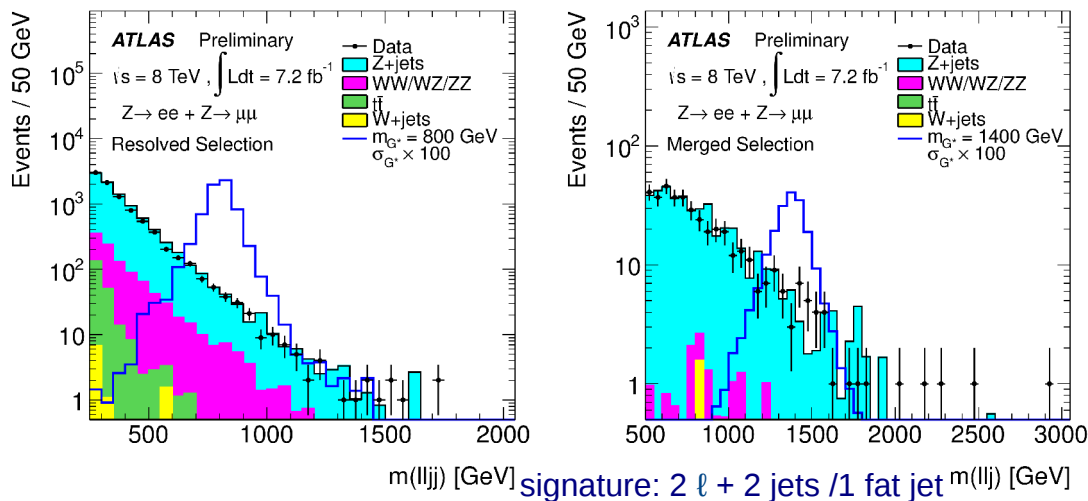 Events / 50 GeV
ATLAS Preliminary
√s = 8 TeV , ∫Ldt = 7.2 fb⁻¹
Z→ ee + Z→ μμ
Resolved Selection
Data
Z+jets
WW/WZ/ZZ
tt̄
W+jets
m_G* = 800 GeV
σ_G* × 100
10⁵
10⁴
10³
10²
10
1
500 1000 1500 2000
m(lljj) [GeV]
Events / 50 GeV
ATLAS Preliminary
√s = 8 TeV , ∫Ldt = 7.2 fb⁻¹
Z→ ee + Z→ μμ
Merged Selection
Data
Z+jets
WW/WZ/ZZ
tt̄
W+jets
m_G* = 1400 GeV
σ_G* × 100
10³
10²
10
1
500 1000 1500 2000 2500 3000
m(llj) [GeV]
signature: 2 ℓ + 2 jets /1 fat jet